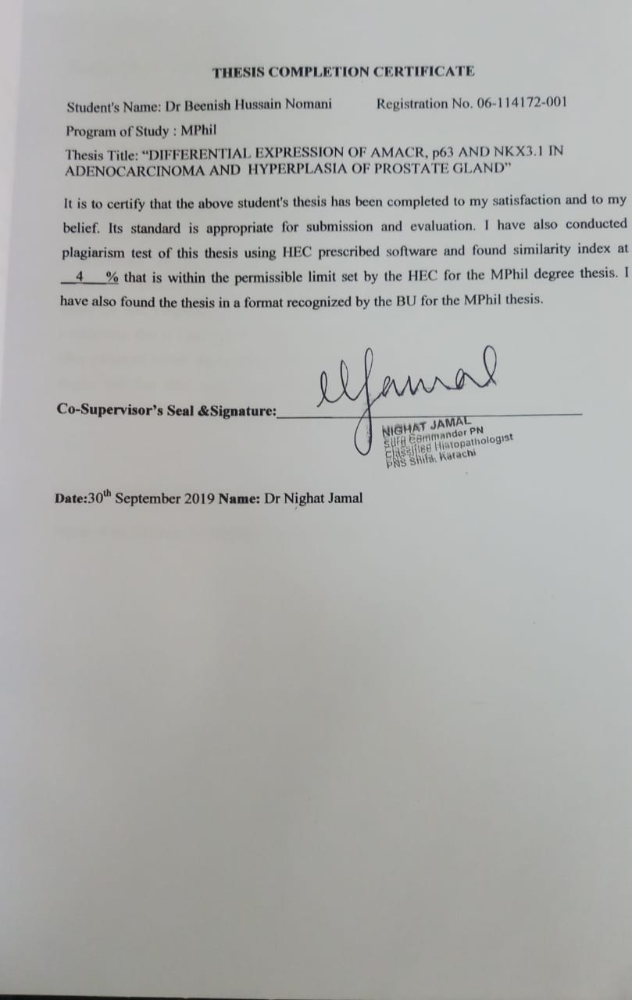 THESIS COMPLETION CERTIFICATE
Student's Name: Dr Beenish Hussain Nomani Registration No. 06-114172-001
Program of Study : MPhil
Thesis Title: “DIFFERENTIAL EXPRESSION OF AMACR, p63 AND NKX3.1 IN
ADENOCARCINOMA AND HYPERPLASIA OF PROSTATE GLAND”
It is to certify that the above student's thesis has been completed to my satisfaction and to my
belief. Its standard is appropriate for submission and evaluation. I have also conducted
plagiarism test of this thesis using HEC prescribed software and found similarity index at
__4__% that is within the permissible limit set by the HEC for the MPhil degree thesis. I
have also found the thesis in a format recognized by the BU for the MPhil thesis.
Jamal
Co-Supervisor’s Seal &Signature:
NIGHAT JAMAL
Surg Commander PN
Classified Histopathologist
PNS Shifa, Karachi
Date:30th September 2019 Name: Dr Nighat Jamal